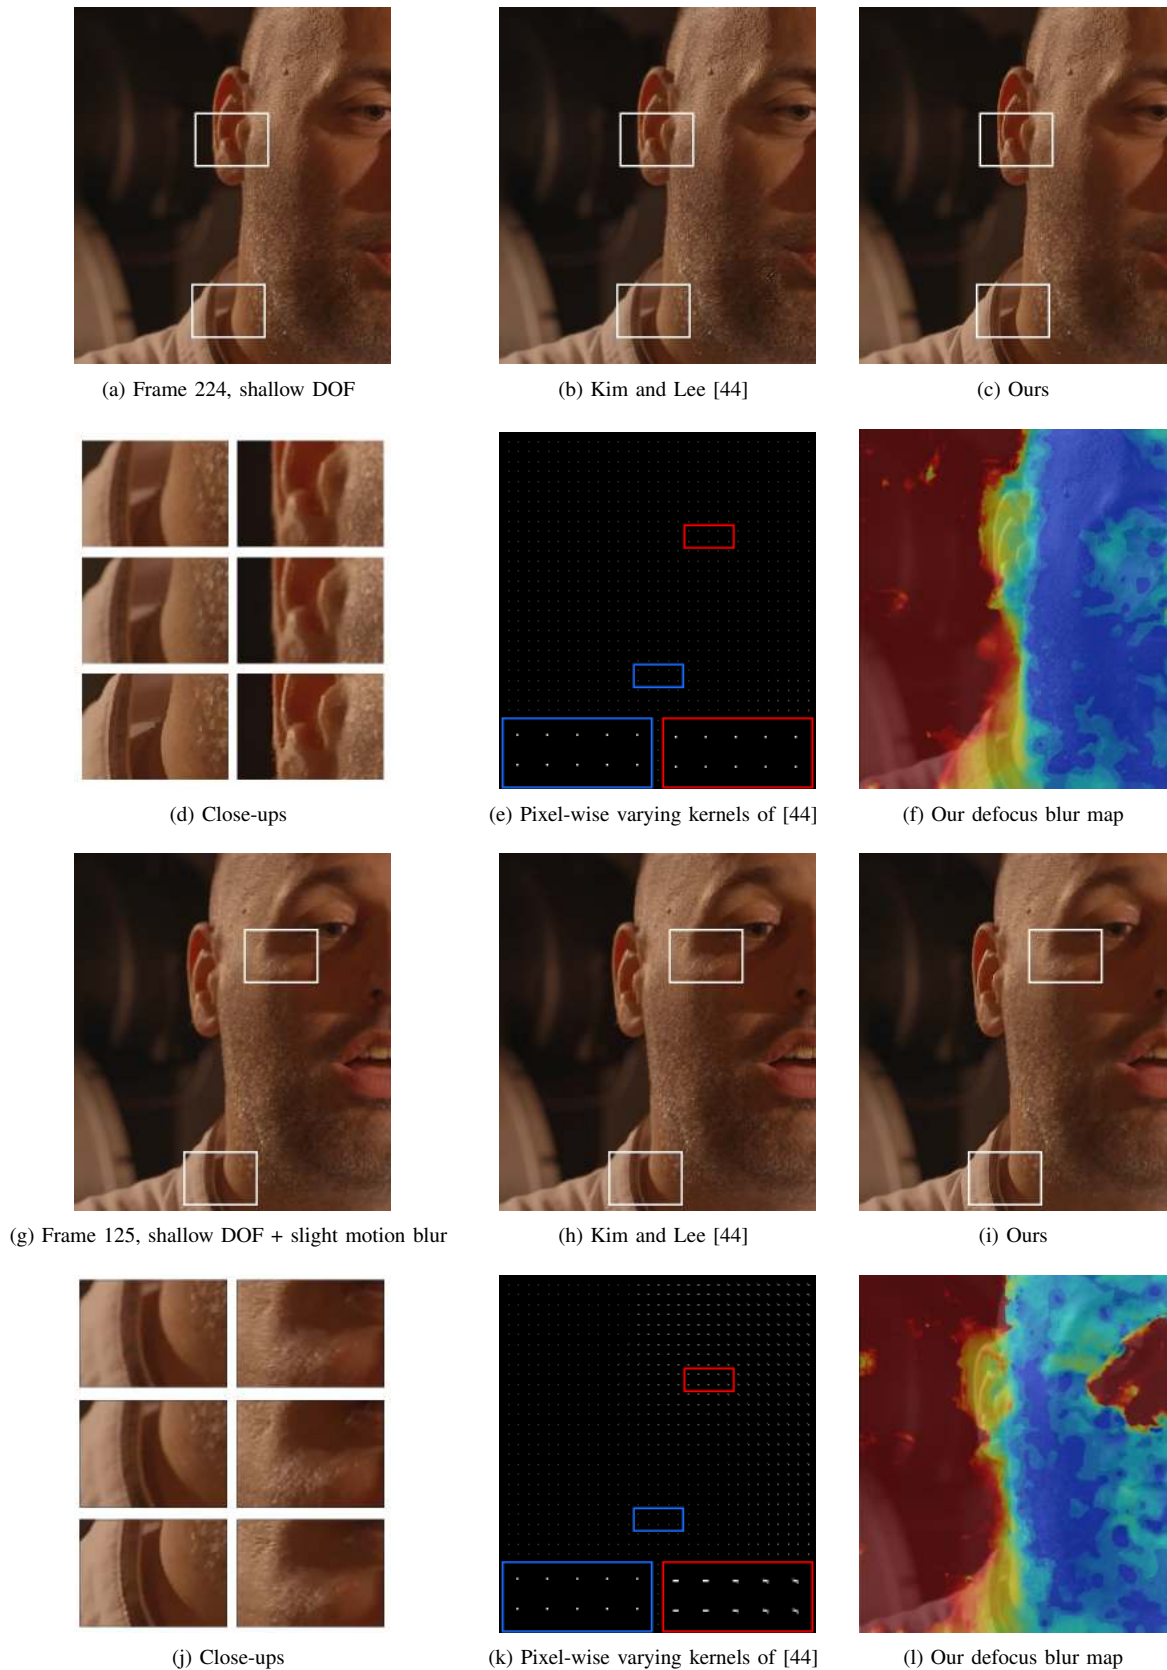 (a) Frame 224, shallow DOF
(b) Kim and Lee [44]
(c) Ours
(d) Close-ups
(e) Pixel-wise varying kernels of [44]
(f) Our defocus blur map
(g) Frame 125, shallow DOF + slight motion blur
(h) Kim and Lee [44]
(i) Ours
(j) Close-ups
(k) Pixel-wise varying kernels of [44]
(l) Our defocus blur map